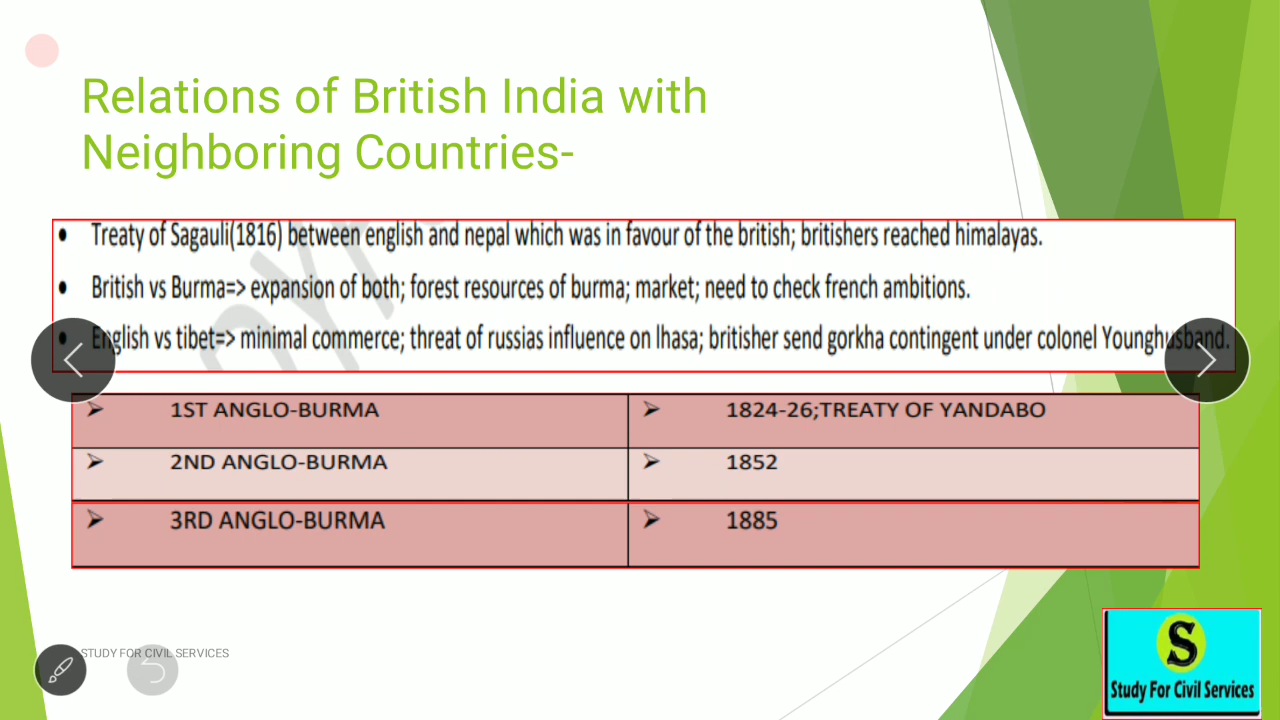 Relations of British India with
Neighboring Countries-
• Treaty of Sagauli(1816) between english and nepal which was in favour of the british; britishers reached himalayas.
• British vs Burma=> expansion of both; forest resources of burma; market; need to check french ambitions.
• English vs tibet=> minimal commerce; threat of russias influence on lhasa; britisher send gorkha contingent under colonel Younghusband.
➢ 1ST ANGLO-BURMA ➢ 1824-26;TREATY OF YANDABO
➢ 2ND ANGLO-BURMA ➢ 1852
➢ 3RD ANGLO-BURMA ➢ 1885
STUDY FOR CIVIL SERVICES
S
Study For Civil Services